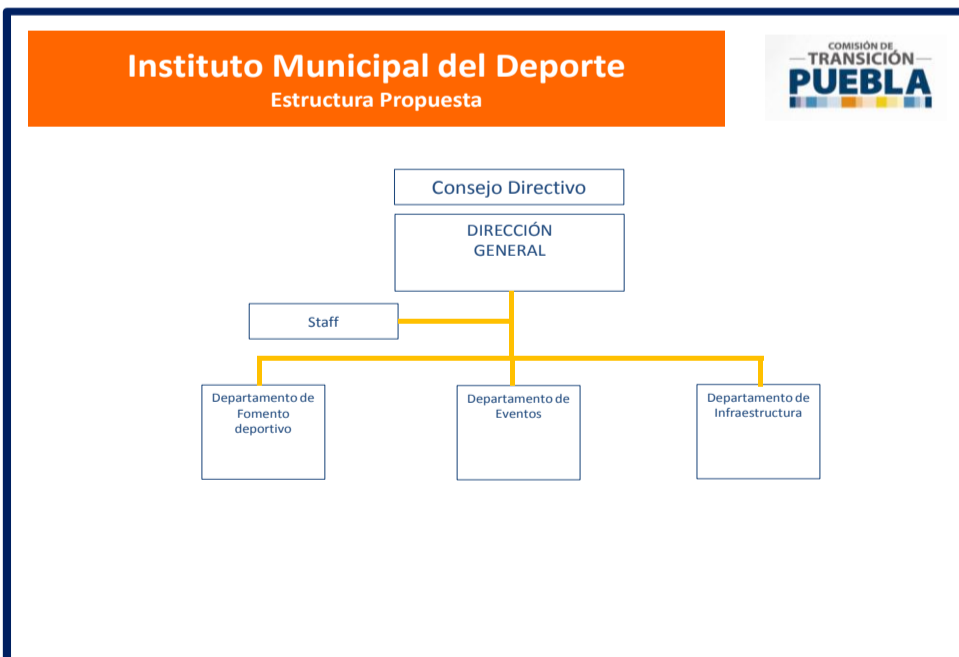 Instituto Municipal del Deporte
Estructura Propuesta
COMISIÓN DE
TRANSICIÓN
PUEBLA
Consejo Directivo
DIRECCIÓN
GENERAL
Staff
Departamento de
Fomento
deportivo
Departamento de
Eventos
Departamento de
Infraestructura